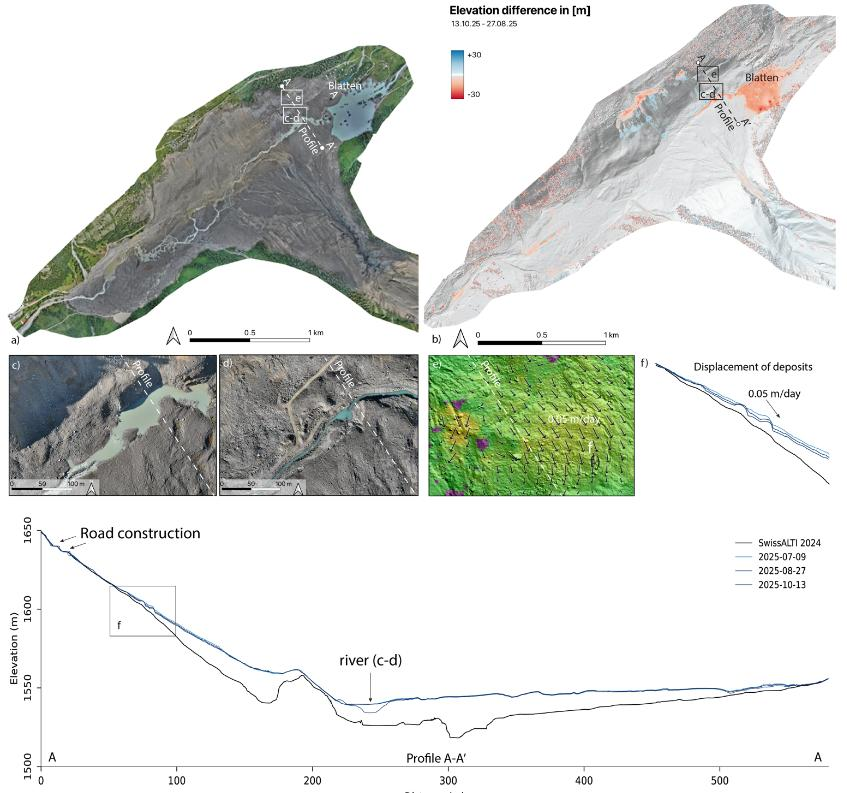 Elevation difference in [m]
13.10.25 - 27.08.25
+30
-30
A
e
c-d
Profile
A'
A
Blatten
a)
0 0.5 1 km
A
e
c-d
Profile
A'
Blatten
b)
0 0.5 1 km
c)
Profile
0 50 100 m
d)
Profile
0 50 100 m
e)
Profile
0.05 m/day
f
f)
Displacement of deposits
0.05 m/day
Road construction
f
river (c-d)
SwissALTI 2024
2025-07-09
2025-08-27
2025-10-13
Elevation (m)
1650
1600
1550
1500
A
Profile A-A'
A
0 100 200 300 400 500